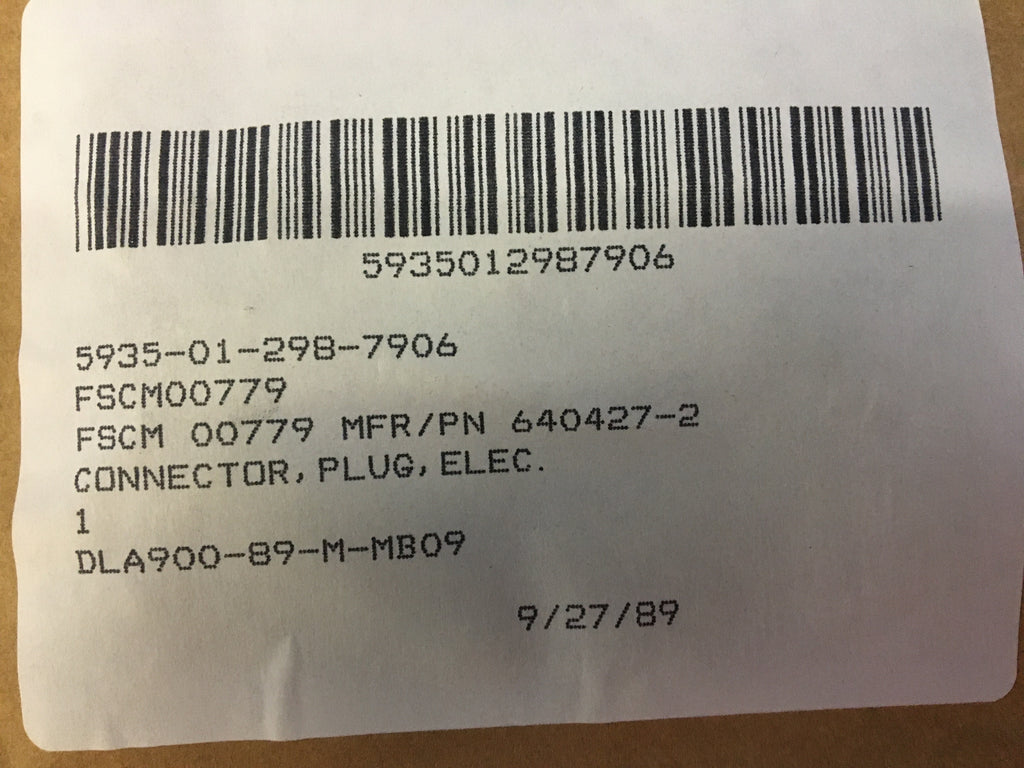 5935012987906
5935-01-298-7906
FSCM00779
FSCM 00779 MFR/PN 640427-2
CONNECTOR,PLUG,ELEC.
1
DLA900-89-M-MB09
9/27/89